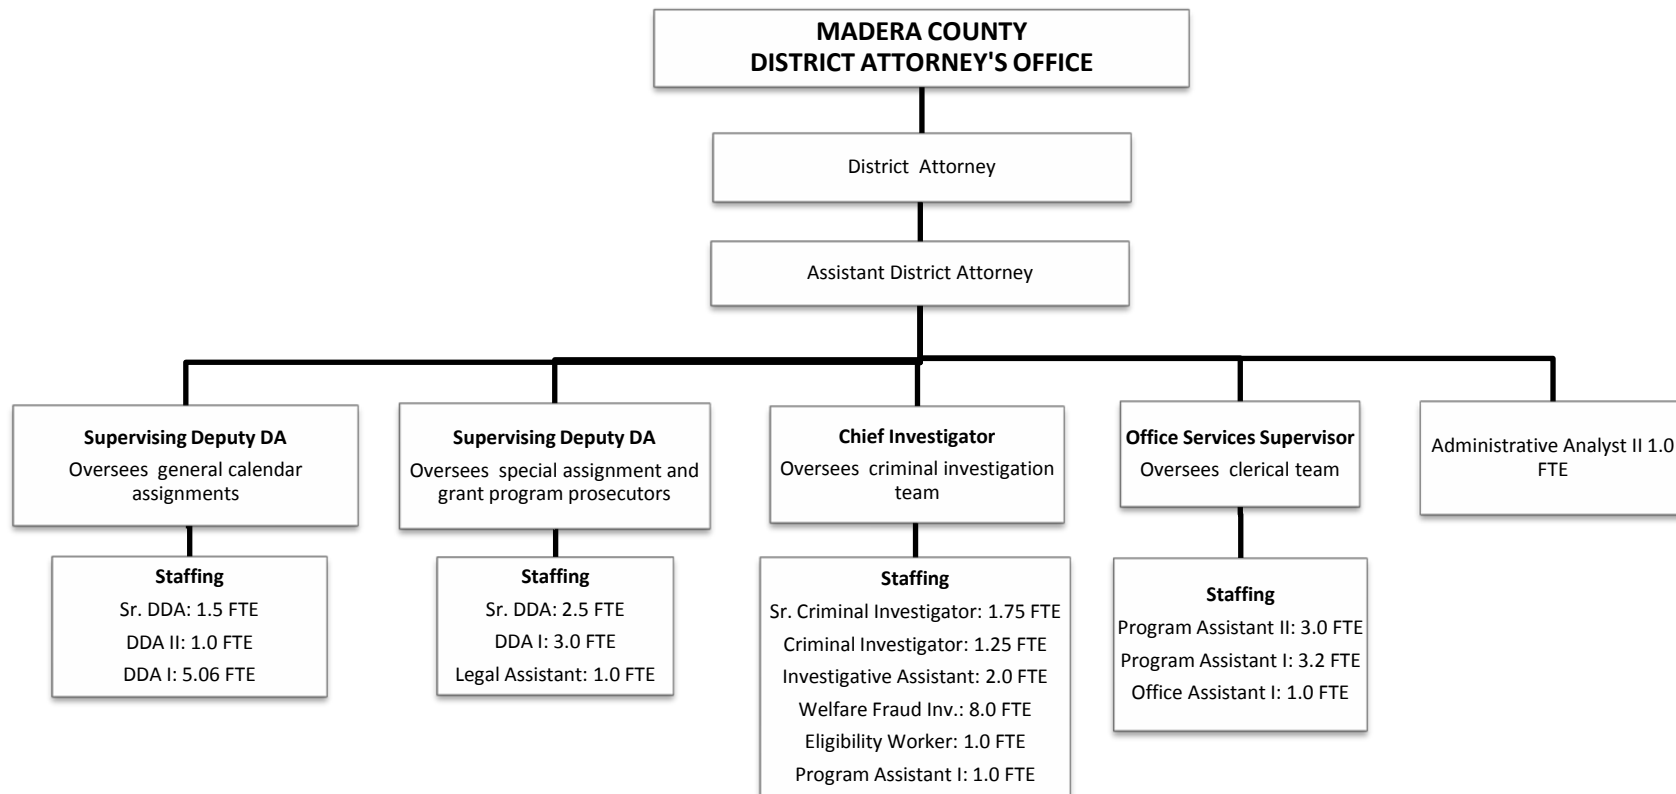 MADERA COUNTY
DISTRICT ATTORNEY'S OFFICE
District Attorney
Assistant District Attorney
Supervising Deputy DA
Oversees general calendar
assignments
Supervising Deputy DA
Oversees special assignment and
grant program prosecutors
Chief Investigator
Oversees criminal investigation
team
Office Services Supervisor
Oversees clerical team
Administrative Analyst II 1.0
FTE
Staffing
Sr. DDA: 1.5 FTE
DDA II: 1.0 FTE
DDA I: 5.06 FTE
Staffing
Sr. DDA: 2.5 FTE
DDA I: 3.0 FTE
Legal Assistant: 1.0 FTE
Staffing
Sr. Criminal Investigator: 1.75 FTE
Criminal Investigator: 1.25 FTE
Investigative Assistant: 2.0 FTE
Welfare Fraud Inv.: 8.0 FTE
Eligibility Worker: 1.0 FTE
Program Assistant I: 1.0 FTE
Staffing
Program Assistant II: 3.0 FTE
Program Assistant I: 3.2 FTE
Office Assistant I: 1.0 FTE